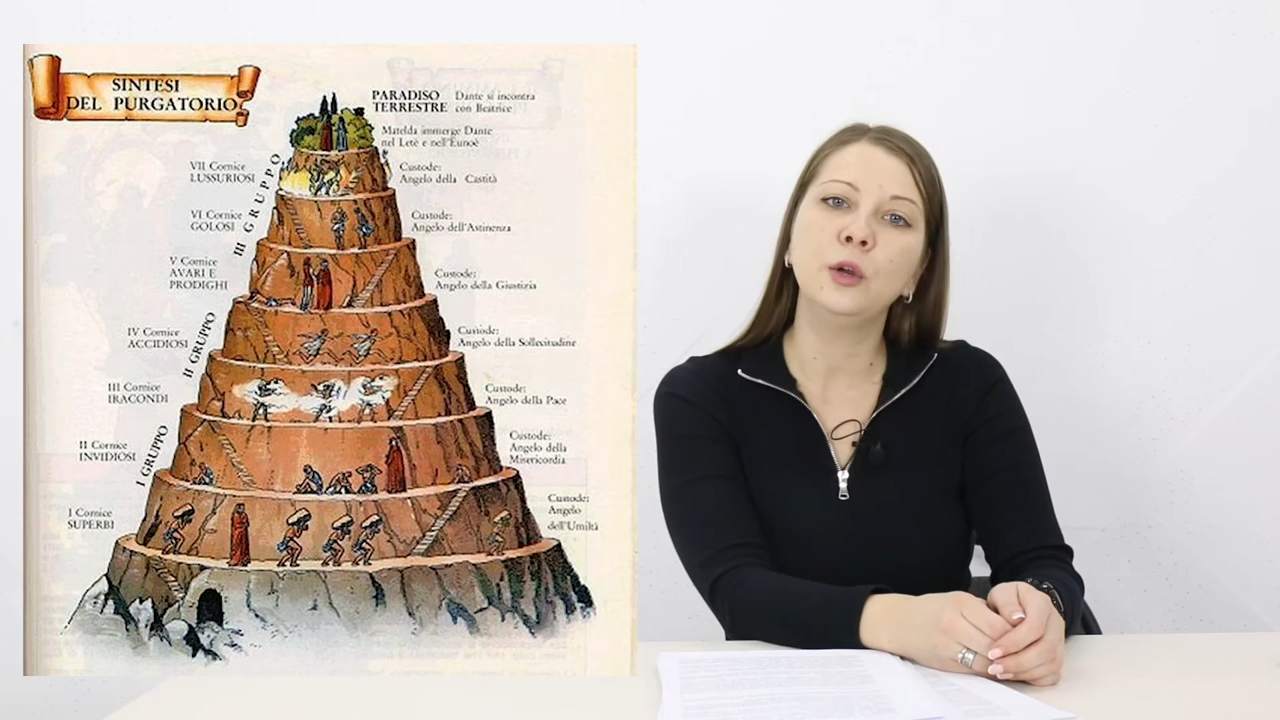 SINTESI
DEL PURGATORIO
PARADISO
TERRESTRE
Dante si incontra
con Beatrice
Matelda immerge Dante
nel Letè e nell'Eunoè
VII Cornice
LUSSURIOSI
Custode:
Angelo della Castità
III GRUPPO
VI Cornice
GOLOSI
Custode:
Angelo dell'Astinenza
V Cornice
AVARI E
PRODIGHI
Custode:
Angelo della Giustizia
II GRUPPO
IV Cornice
ACCIDIOSI
Custode:
Angelo della Sollecitudine
III Cornice
IRACONDI
Custode:
Angelo della Pace
I GRUPPO
II Cornice
INVIDIOSI
Custode:
Angelo della
Misericordia
I Cornice
SUPERBI
Custode:
Angelo
dell'Umiltà